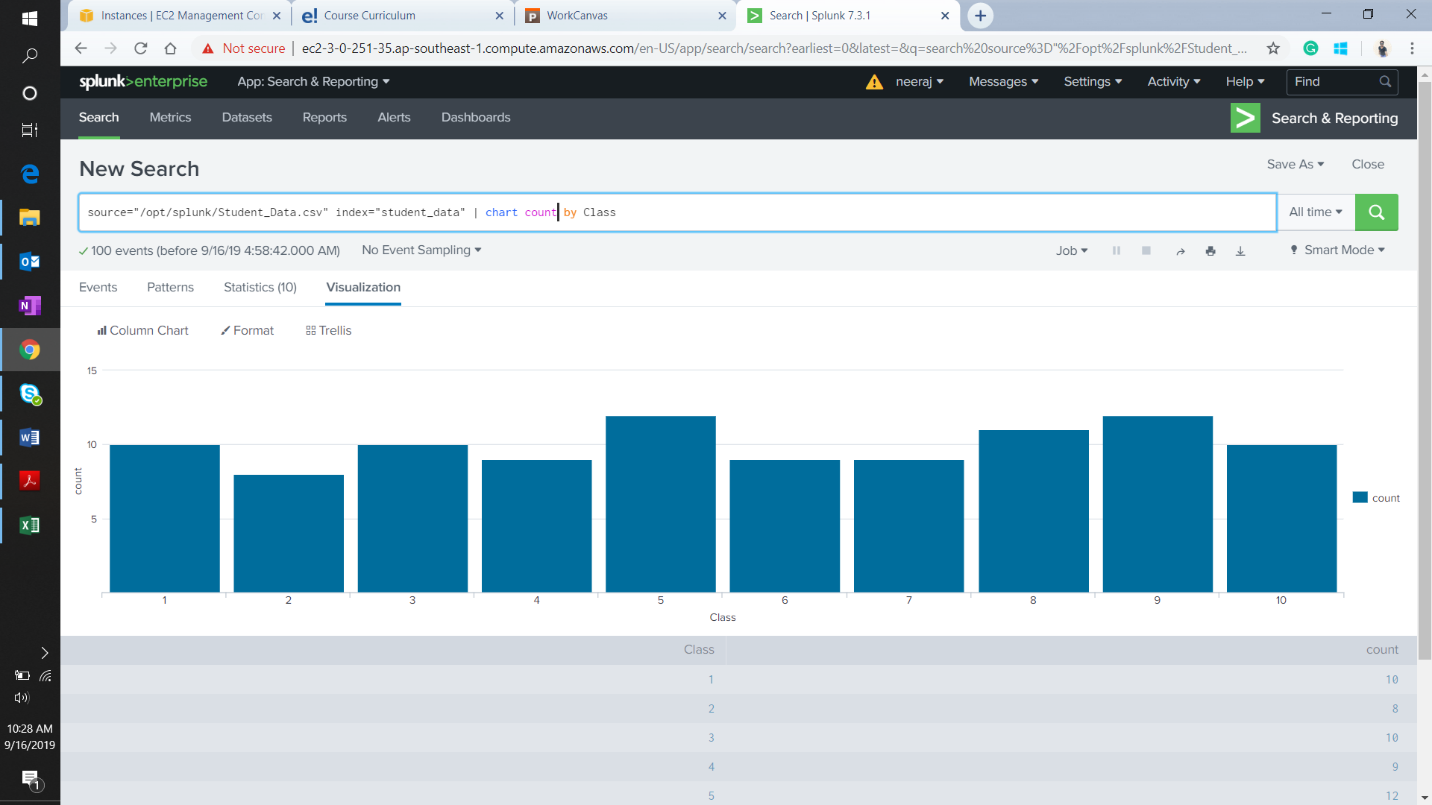 Instances | EC2 Management Co
Course Curriculum
WorkCanvas
Search | Splunk 7.3.1
Not secure | ec2-3-0-251-35.ap-southeast-1.compute.amazonaws.com/en-US/app/search/search?earliest=0&latest=&q=search%20source%3D"%2Fopt%2Fsplunk%2FStudent_...
splunk>enterprise App: Search & Reporting
neeraj Messages Settings Activity Help Find
Search Metrics Datasets Reports Alerts Dashboards
Search & Reporting
New Search
Save As Close
source="/opt/splunk/Student_Data.csv" index="student_data" | chart count by Class
All time
100 events (before 9/16/19 4:58:42.000 AM) No Event Sampling
Job Smart Mode
Events Patterns Statistics (10) Visualization
Column Chart Format Trellis
15
10
5
count
1 2 3 4 5 6 7 8 9 10
Class
count
Class count
1 10
2 8
3 10
4 9
5 12
10:28 AM
9/16/2019
1